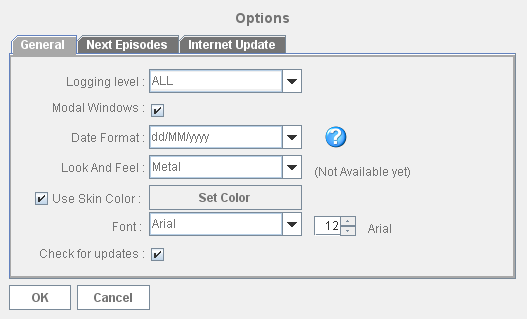 Options
General Next Episodes Internet Update
Logging level : ALL
Modal Windows :
Date Format : dd/MM/yyyy ?
Look And Feel : Metal (Not Available yet)
Use Skin Color : Set Color
Font : Arial 12 Arial
Check for updates :
OK Cancel